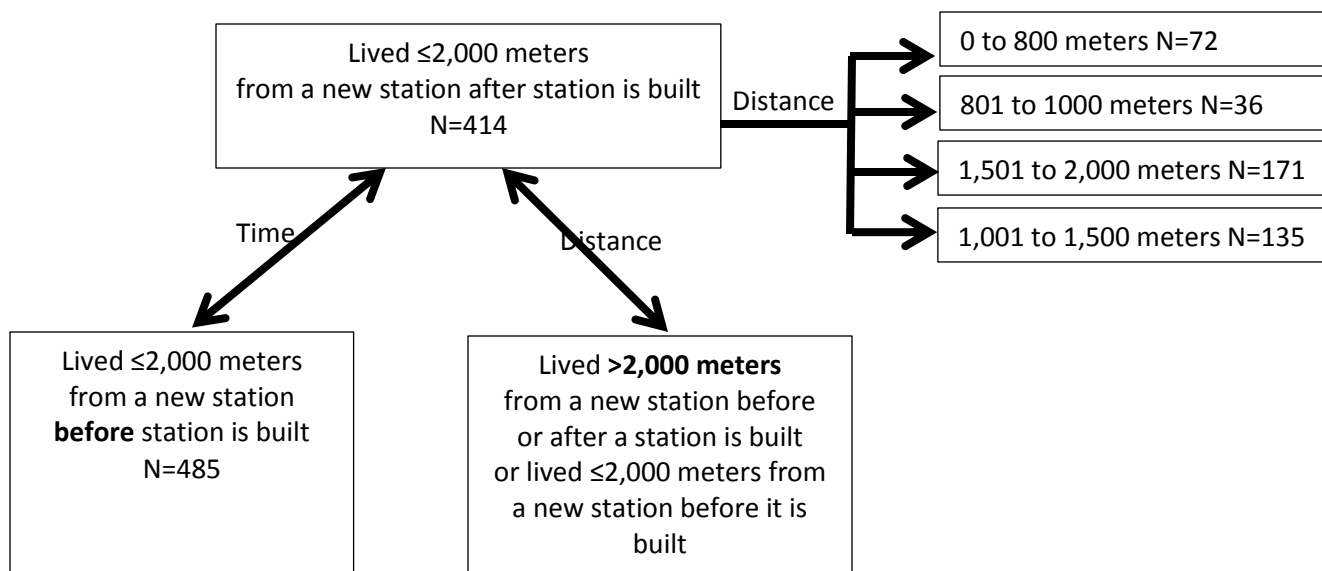 Lived ≤2,000 meters
from a new station after station is built
N=414
Distance
0 to 800 meters N=72
801 to 1000 meters N=36
1,501 to 2,000 meters N=171
1,001 to 1,500 meters N=135
Time
Distance
Lived ≤2,000 meters
from a new station
before station is built
N=485
Lived >2,000 meters
from a new station before
or after a station is built
or lived ≤2,000 meters from
a new station before it is
built